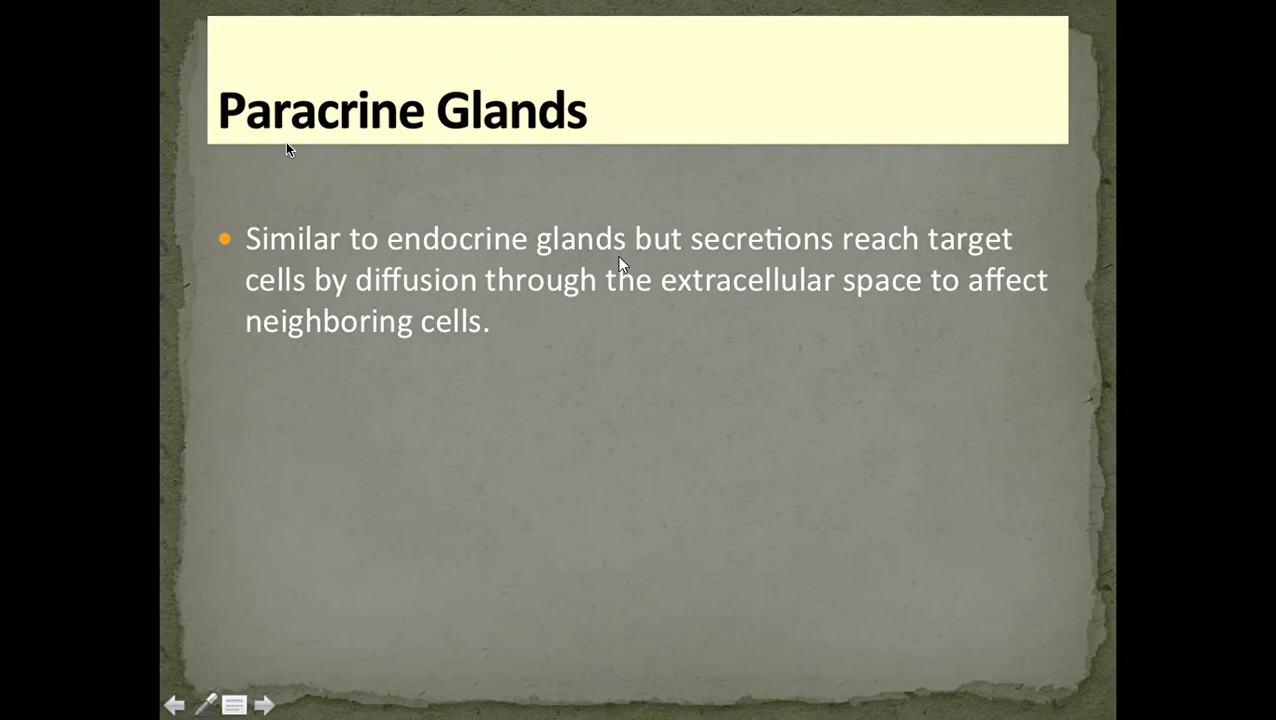 Paracrine Glands
Similar to endocrine glands but secretions reach target
cells by diffusion through the extracellular space to affect
neighboring cells.